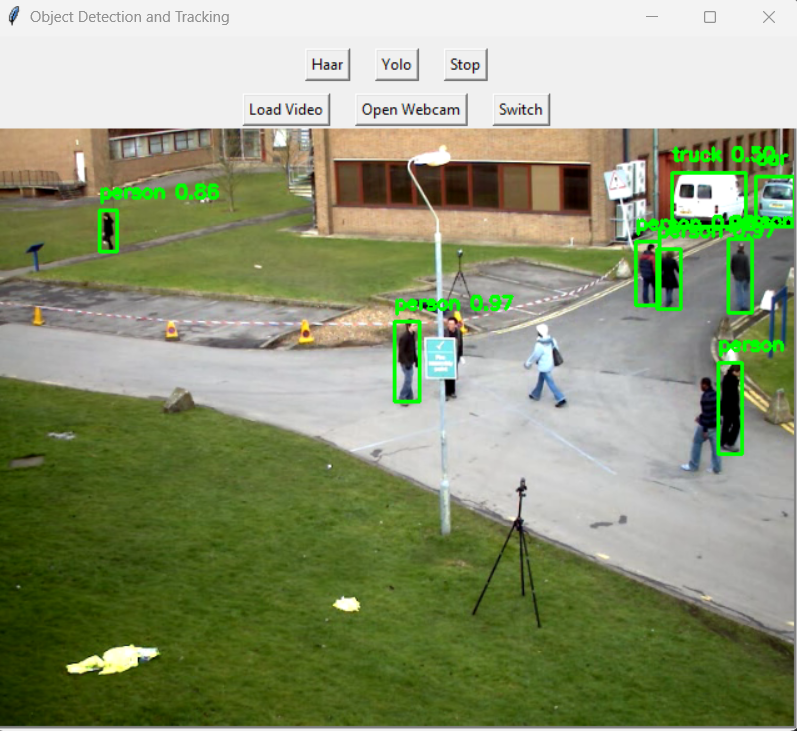 Object Detection and Tracking
Haar Yolo Stop
Load Video Open Webcam Switch
truck 0.50
car
person 0.86
person 0.97
person